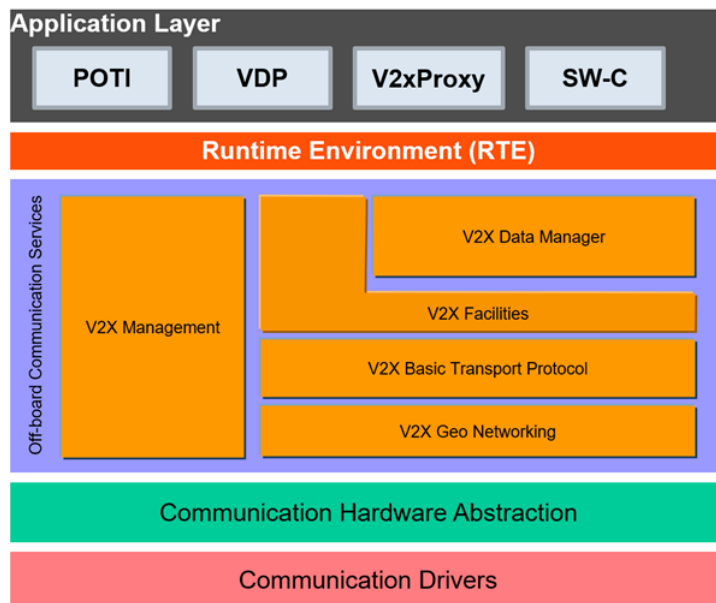 Application Layer
POTI
VDP
V2xProxy
SW-C
Runtime Environment (RTE)
Off-board Communication Services
V2X Management
V2X Data Manager
V2X Facilities
V2X Basic Transport Protocol
V2X Geo Networking
Communication Hardware Abstraction
Communication Drivers